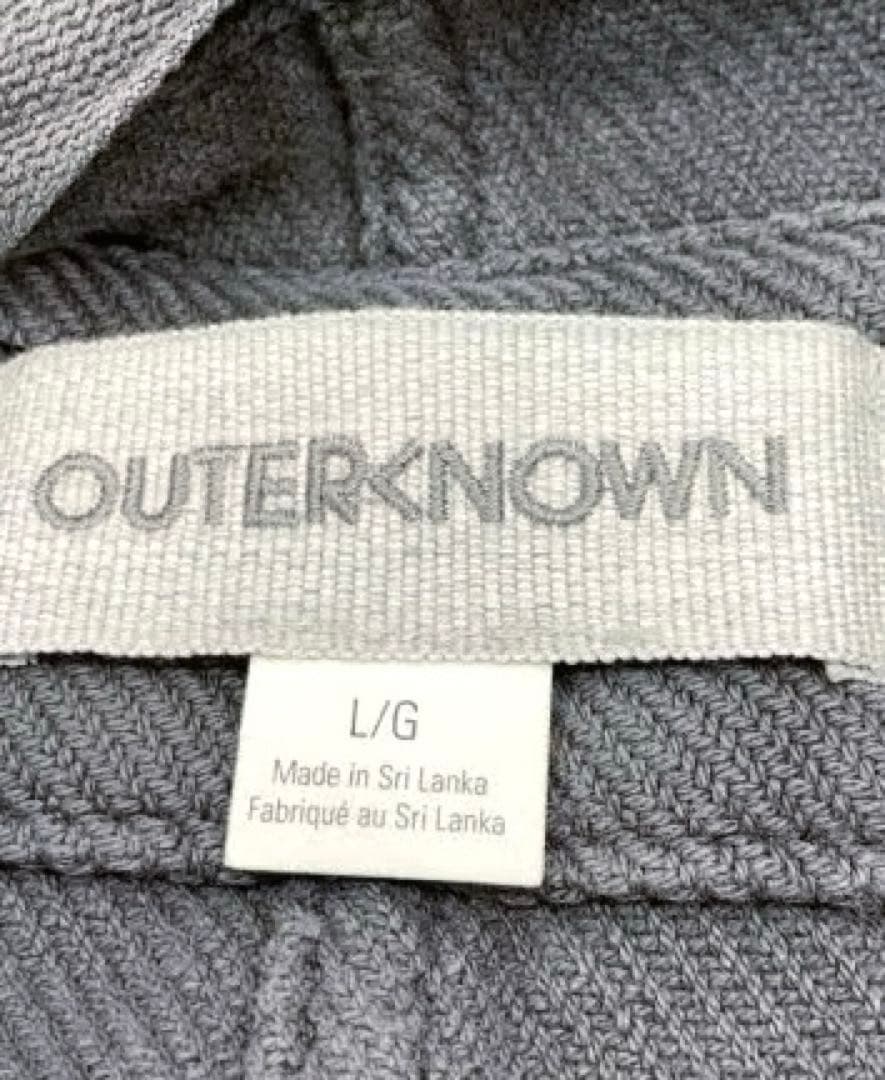 OUTERKNOWN
L/G
Made in Sri Lanka
Fabriqué au Sri Lanka